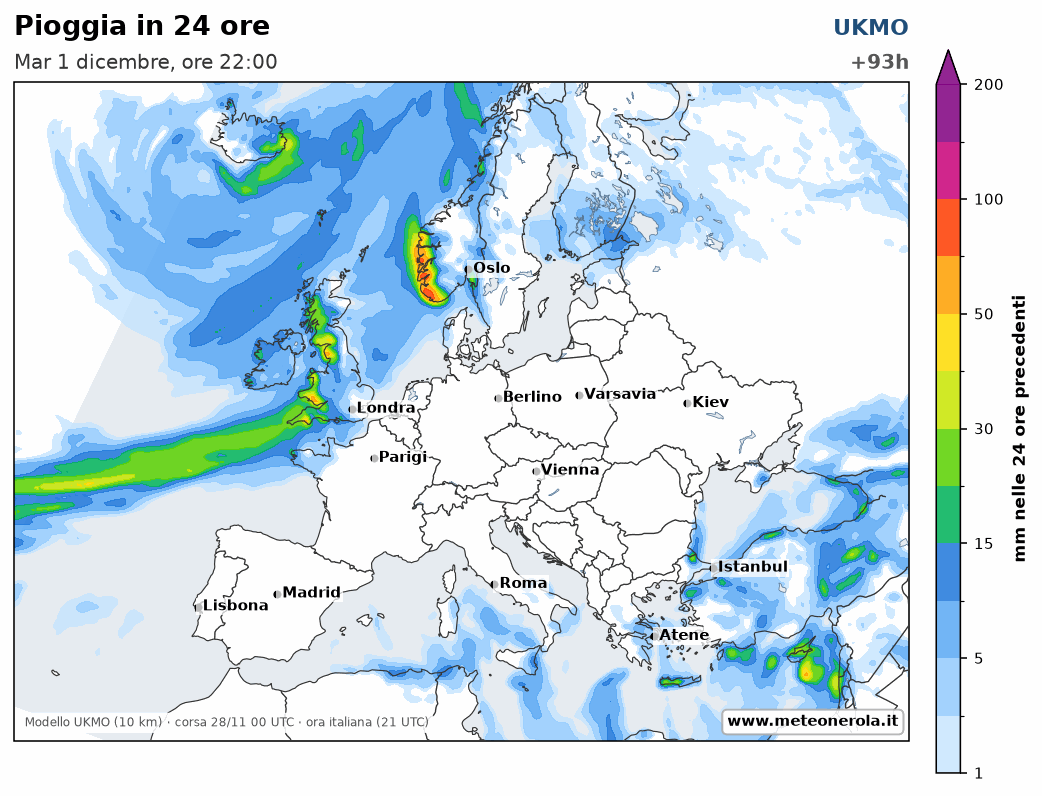 Pioggia in 24 ore
UKMO
Mar 1 dicembre, ore 22:00
+93h
200
100
50
30
15
5
1
mm nelle 24 ore precedenti
Oslo
Berlino
Varsavia
Kiev
Londra
Parigi
Vienna
Istanbul
Roma
Madrid
Lisbona
Atene
Modello UKMO (10 km) · corsa 28/11 00 UTC · ora italiana (21 UTC)
www.meteonerola.it